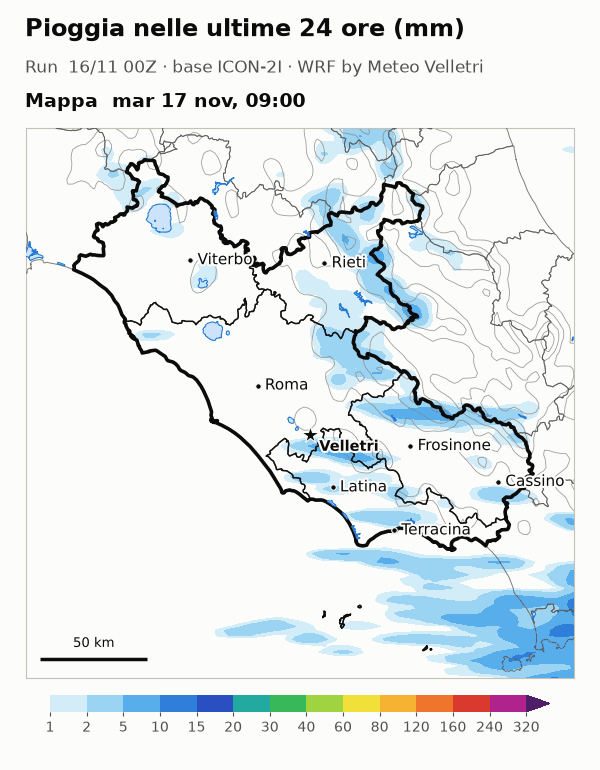 Pioggia nelle ultime 24 ore (mm)
Run  16/11 00Z · base ICON-2I · WRF by Meteo Velletri
Mappa  mar 17 nov, 09:00
Viterbo
Rieti
Roma
Velletri
Frosinone
Latina
Cassino
Terracina
50 km
1 2 5 10 15 20 30 40 60 80 120 160 240 320